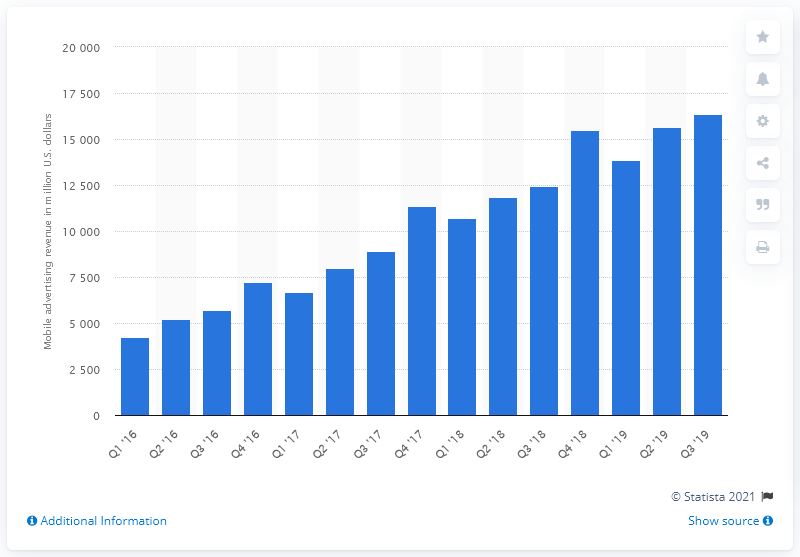 20 000
17 500
15 000
12 500
10 000
7 500
5 000
2 500
0
Mobile advertising revenue in million U.S. dollars
Q1 '16
Q2 '16
Q3 '16
Q4 '16
Q1 '17
Q2 '17
Q3 '17
Q4 '17
Q1 '18
Q2 '18
Q3 '18
Q4 '18
Q1 '19
Q2 '19
Q3 '19
© Statista 2021
Additional Information
Show source